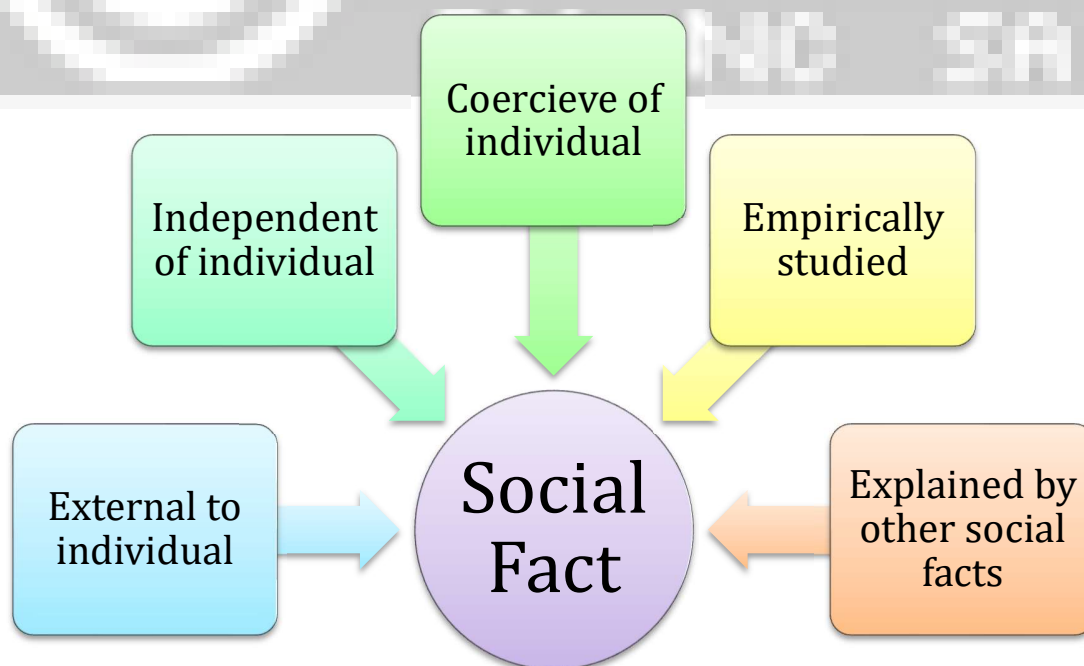 Coercieve of
individual
Independent
of individual
Empirically
studied
External to
individual
Social
Fact
Explained by
other social
facts